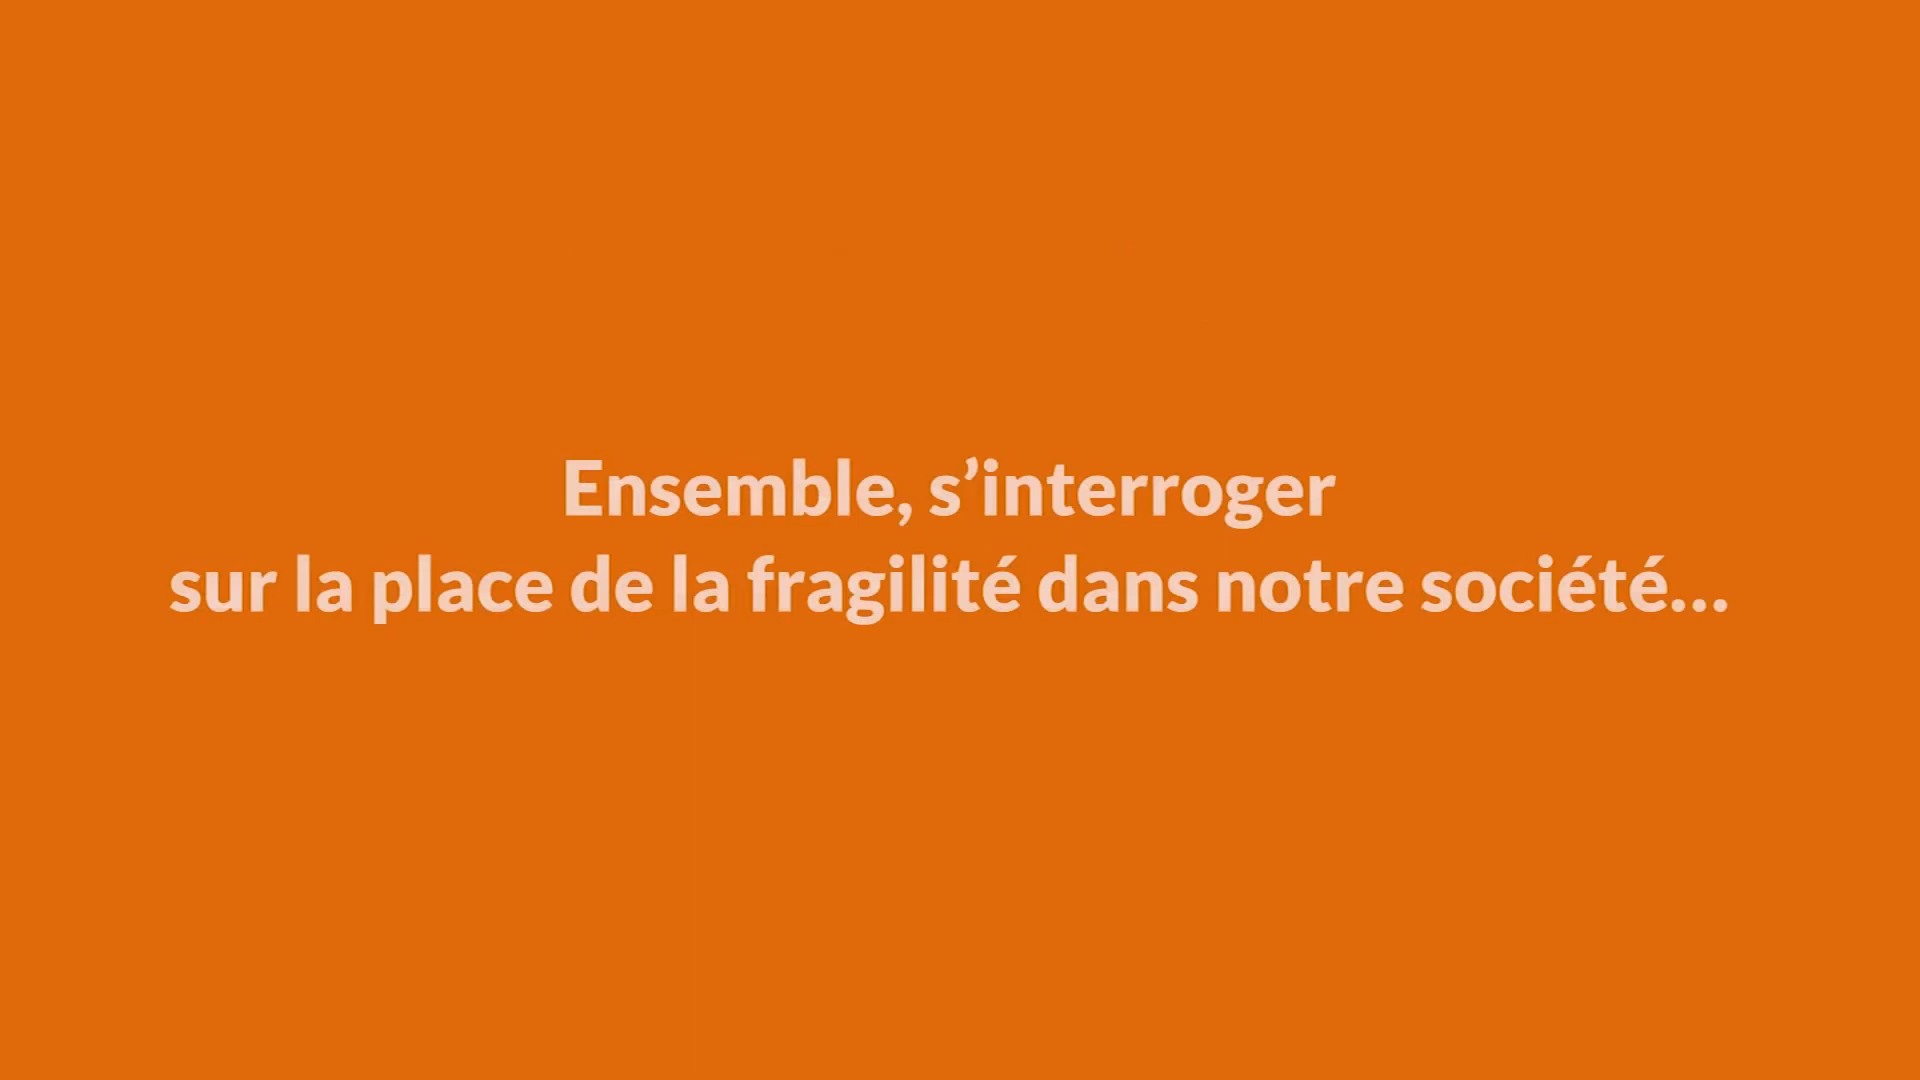 Ensemble, s’interroger
sur la place de la fragilité dans notre société...